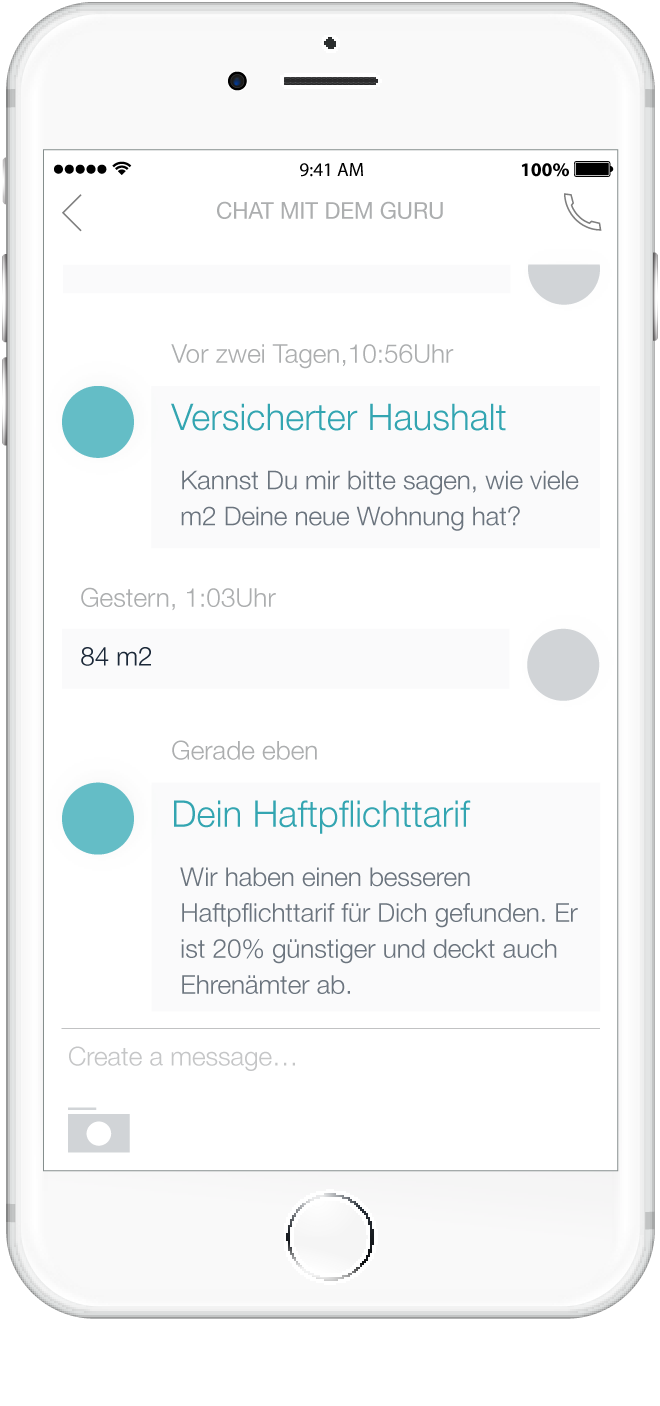 9:41 AM
100%
CHAT MIT DEM GURU
Vor zwei Tagen,10:56Uhr
Versicherter Haushalt
Kannst Du mir bitte sagen, wie viele
m2 Deine neue Wohnung hat?
Gestern, 1:03Uhr
84 m2
Gerade eben
Dein Haftpflichttarif
Wir haben einen besseren
Haftpflichttarif für Dich gefunden. Er
ist 20% günstiger und deckt auch
Ehrenämter ab.
Create a message...